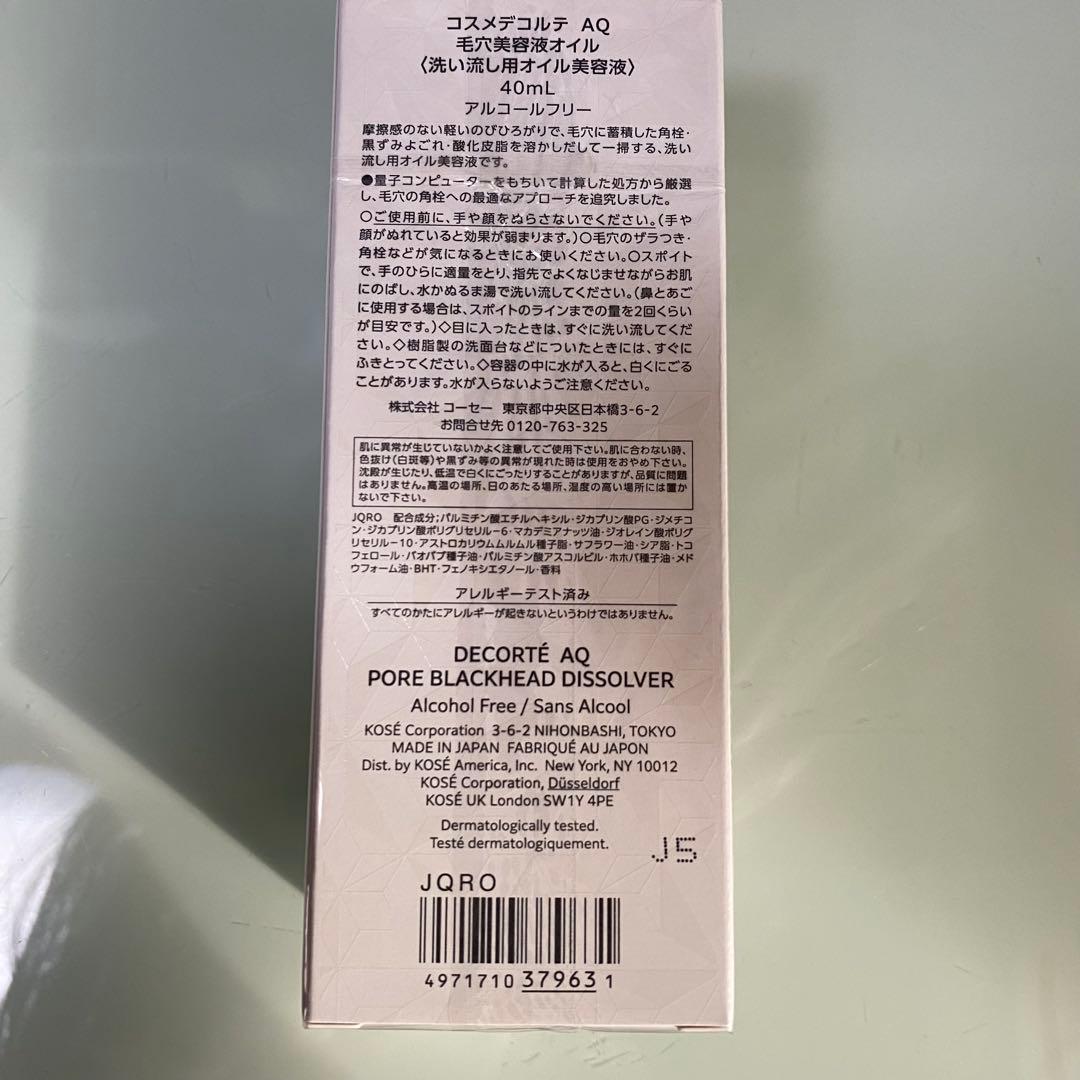 コスメデコルテ AQ
毛穴美容液オイル
〈洗い流し用オイル美容液〉
40mL
アルコールフリー
摩擦感のない軽いのびひろがりで、毛穴に蓄積した角栓・
黒ずみよごれ・酸化皮脂を溶かしだして一掃する、洗い
流し用オイル美容液です。
●量子コンピューターをもちいて計算した処方から厳選
し、毛穴の角栓への最適なアプローチを追究しました。
○ご使用前に、手や顔をぬらさないでください。(手や
顔がぬれていると効果が弱まります。)○毛穴のザラつき・
角栓などが気になるときにお使いください。○スポイト
で、手のひらに適量をとり、指先でよくなじませながらお肌
にのばし、水かぬるま湯で洗い流してください。(鼻とあご
に使用する場合は、スポイトのラインまでの量を2回くらい
が目安です。)◇目に入ったときは、すぐに洗い流してくだ
さい。◇樹脂製の洗面台などについたときには、すぐに
ふきとってください。◇容器の中に水が入ると、白くにごる
ことがあります。水が入らないようご注意ください。
株式会社 コーセー 東京都中央区日本橋3-6-2
お問合せ先 0120-763-325
肌に異常が生じていないかよく注意してご使用下さい。肌に合わない時、
色抜け(白斑等)や黒ずみ等の異常が現れた時は使用をおやめ下さい。
沈殿が生じたり、低温で白くにごったりすることがありますが、品質に問題
はありません。高温の場所、日のあたる場所、湿度の高い場所には置か
ないで下さい。
JQRO 配合成分;パルミチン酸エチルヘキシル・ジカプリン酸PG・ジメチコ
ン・ジカプリン酸ポリグリセリル-6・マカデミアナッツ油・ジオレイン酸ポリグ
リセリル-10・アストロカリウムムルムル種子脂・サフラワー油・シア脂・トコ
フェロール・バオバブ種子油・パルミチン酸アスコルビル・ホホバ種子油・メド
ウフォーム油・BHT・フェノキシエタノール・香料
アレルギーテスト済み
すべてのかたにアレルギーが起きないというわけではありません。
DECORTÉ AQ
PORE BLACKHEAD DISSOLVER
Alcohol Free / Sans Alcool
KOSÉ Corporation 3-6-2 NIHONBASHI, TOKYO
MADE IN JAPAN FABRIQUÉ AU JAPON
Dist. by KOSÉ America, Inc. New York, NY 10012
KOSÉ Corporation, Düsseldorf
KOSÉ UK London SW1Y 4PE
Dermatologically tested.
Testé dermatologiquement.
J5
JQRO
4971710 37963 1